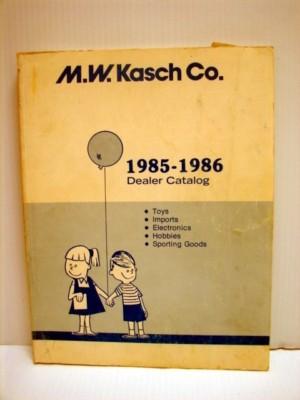 M.W. Kasch Co.
1985-1986
Dealer Catalog
• Toys
• Imports
• Electronics
• Hobbies
• Sporting Goods